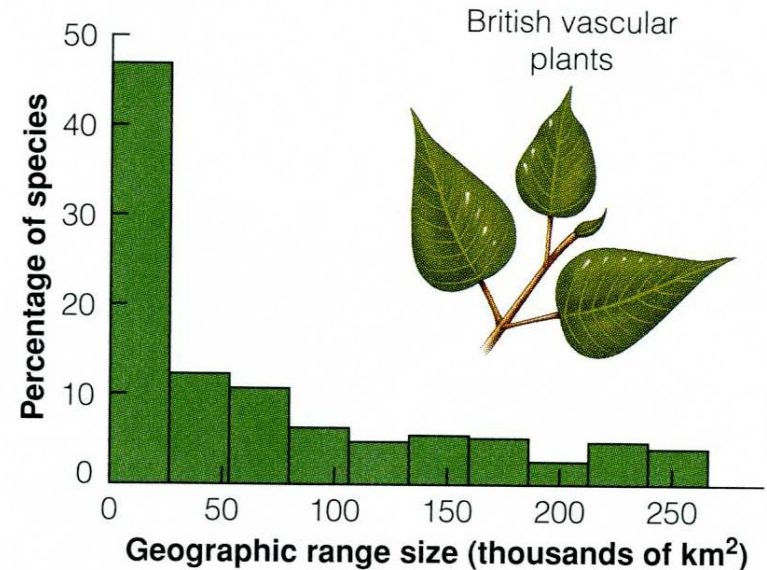 British vascular
plants
Percentage of species
50
40
30
20
10
0
0 50 100 150 200 250
Geographic range size (thousands of km²)